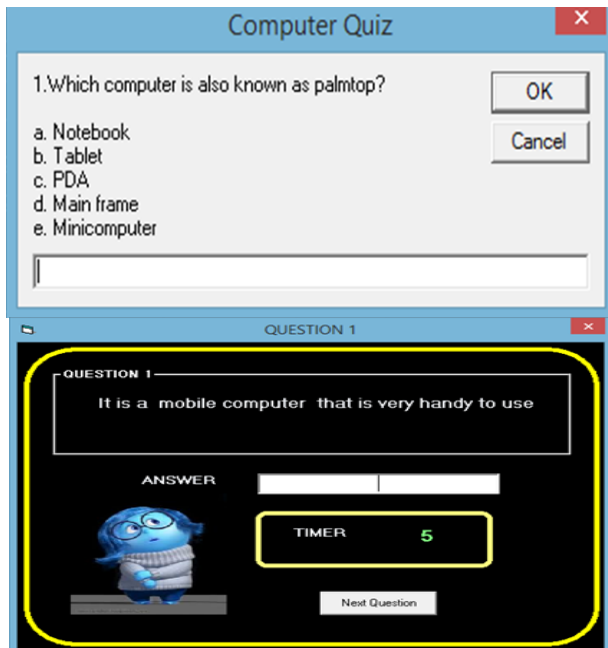 Computer Quiz
1.Which computer is also known as palmtop?
OK
Cancel
a. Notebook
b. Tablet
c. PDA
d. Main frame
e. Minicomputer
QUESTION 1
QUESTION 1
It is a mobile computer that is very handy to use
ANSWER
TIMER 5
Next Question